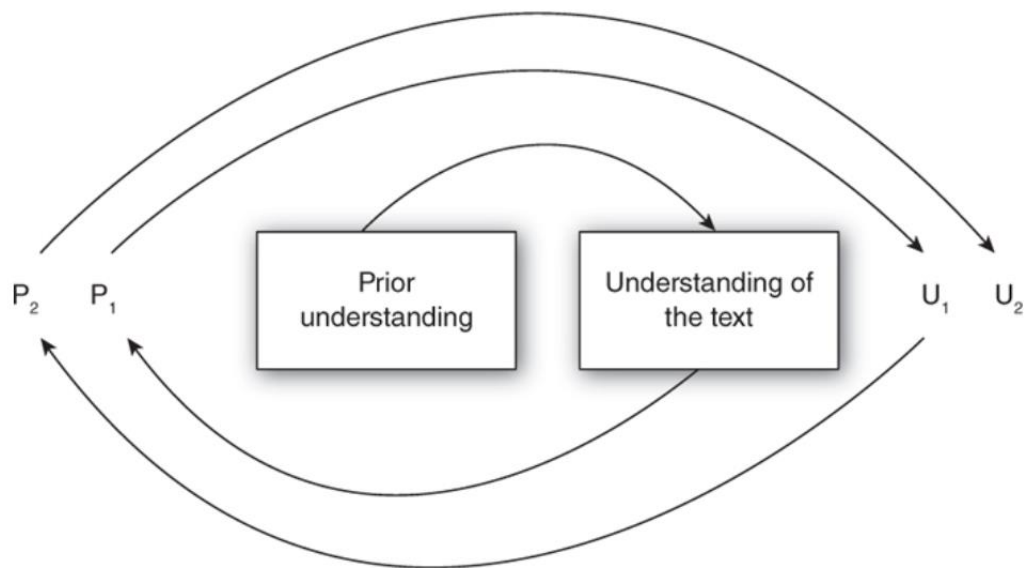 Prior
understanding
Understanding of
the text
P₂ P₁
U₁ U₂